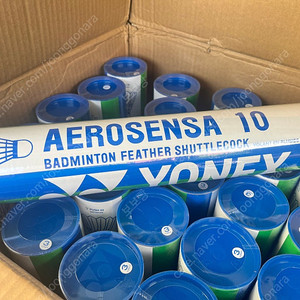 AEROSENSA 10
BADMINTON FEATHER SHUTTLECOCK
YONEX